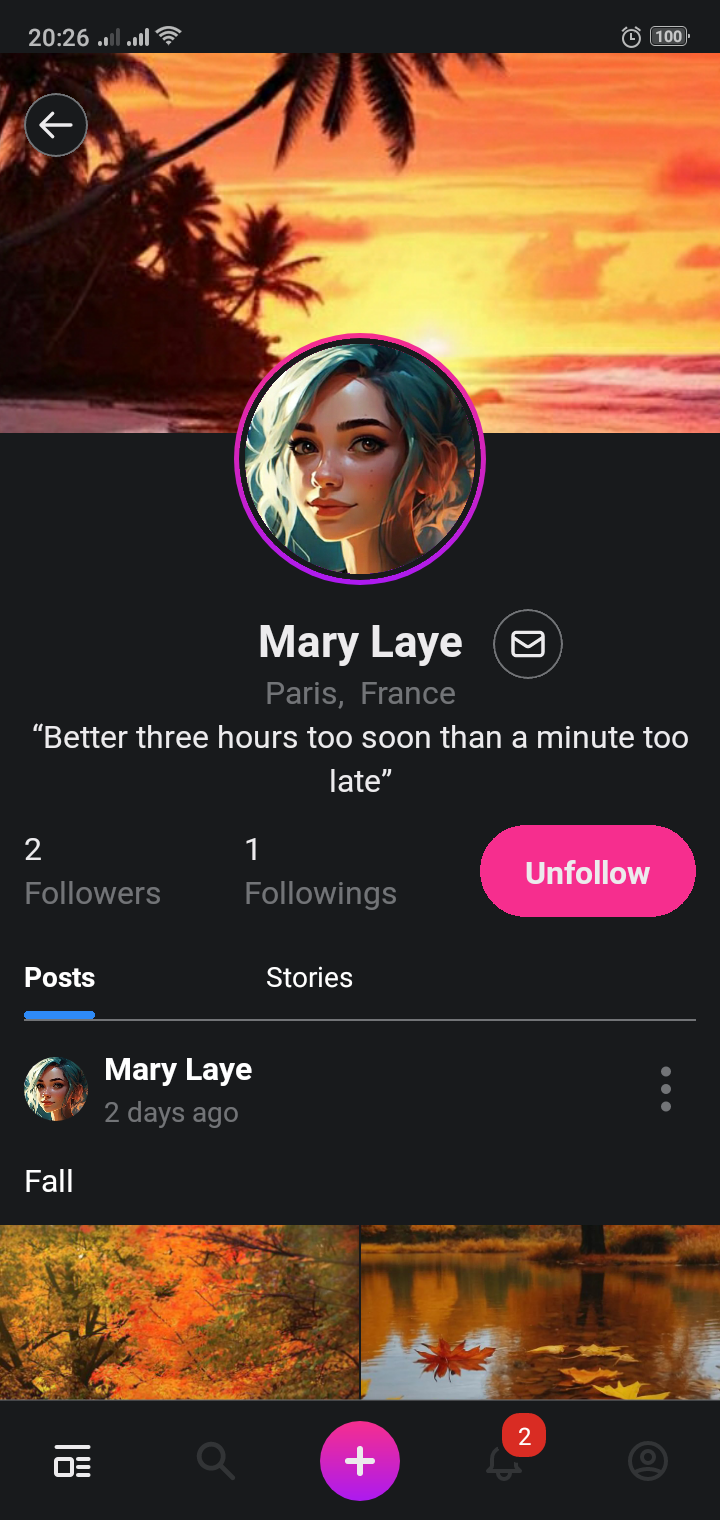 20:26
100
Mary Laye
Paris,  France
“Better three hours too soon than a minute too
late”
2
Followers
1
Followings
Unfollow
Posts
Stories
Mary Laye
2 days ago
Fall
2